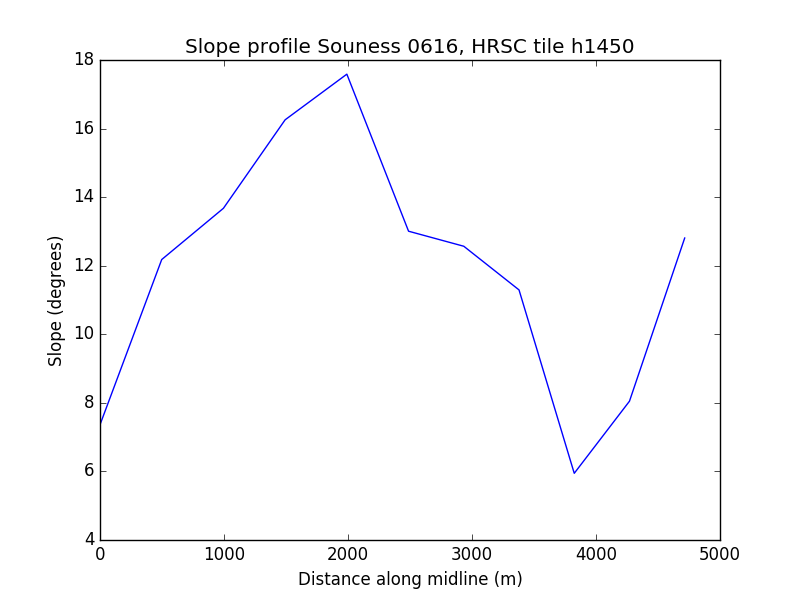 Slope profile Souness 0616, HRSC tile h1450
18
16
14
12
10
8
6
4
Slope (degrees)
0 1000 2000 3000 4000 5000
Distance along midline (m)